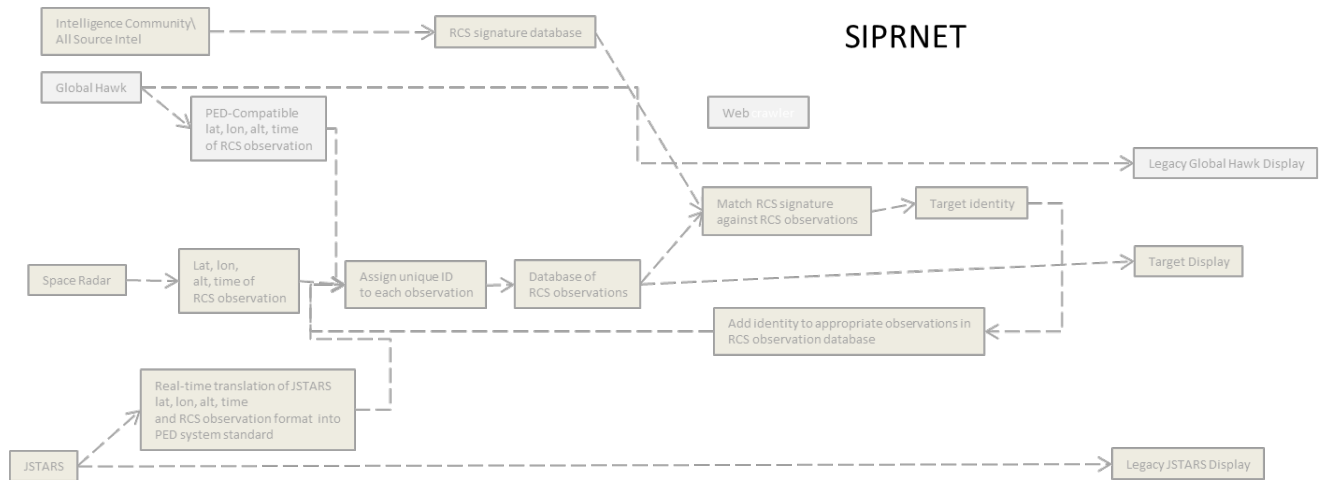 SIPRNET
Intelligence Community\
All Source Intel
RCS signature database
Global Hawk
PED-Compatible
lat, lon, alt, time
of RCS observation
Webcrawler
Legacy Global Hawk Display
Match RCS signature
against RCS observations
Target identity
Space Radar
Lat, lon,
alt, time of
RCS observation
Assign unique ID
to each observation
Database of
RCS observations
Target Display
Add identity to appropriate observations in
RCS observation database
Real-time translation of JSTARS
lat, lon, alt, time
and RCS observation format into
PED system standard
JSTARS
Legacy JSTARS Display